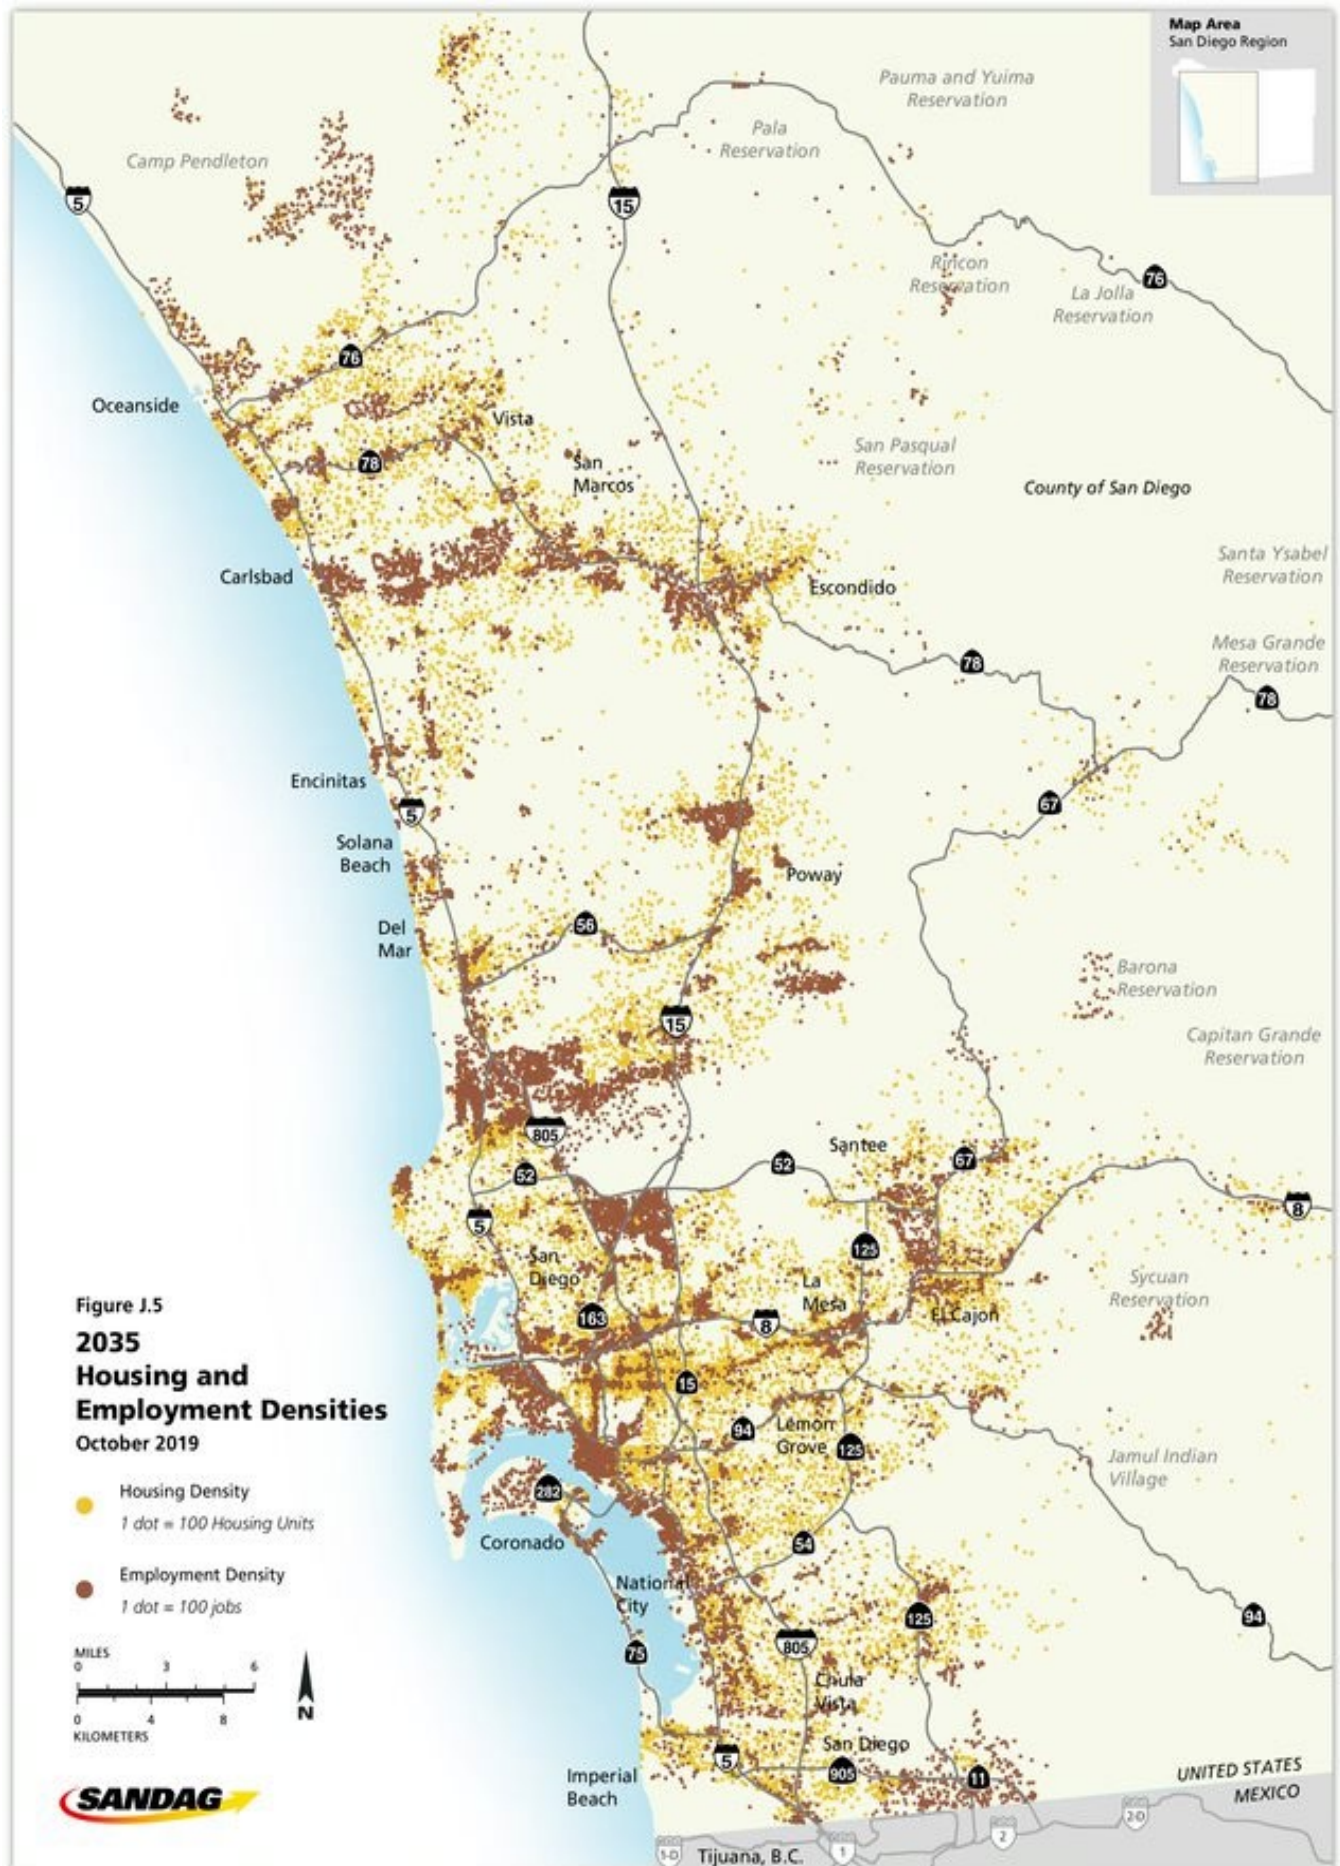 Map Area
San Diego Region
Pauma and Yuima
Reservation
Pala
Reservation
Camp Pendleton
5
15
Rincon
Reservation
La Jolla
Reservation
76
76
Oceanside
Vista
78
San
Marcos
San Pasqual
Reservation
County of San Diego
Santa Ysabel
Reservation
Carlsbad
Escondido
Mesa Grande
Reservation
78
78
Encinitas
5
67
Solana
Beach
Poway
Del
Mar
56
Barona
Reservation
15
Capitan Grande
Reservation
805
Santee
67
52
52
8
5
125
San
Diego
La
Mesa
Sycuan
Reservation
163
8
El Cajon
Figure J.5
2035
Housing and
Employment Densities
October 2019
15
94
Lemon
Grove
125
Jamul Indian
Village
Housing Density
1 dot = 100 Housing Units
282
Coronado
54
Employment Density
1 dot = 100 jobs
National
City
125
94
805
75
MILES
0 3 6
0 4 8
KILOMETERS
N
Chula
Vista
San Diego
5
905
11
UNITED STATES
MEXICO
Imperial
Beach
SANDAG
1-D
Tijuana, B.C.
1
2
2-D